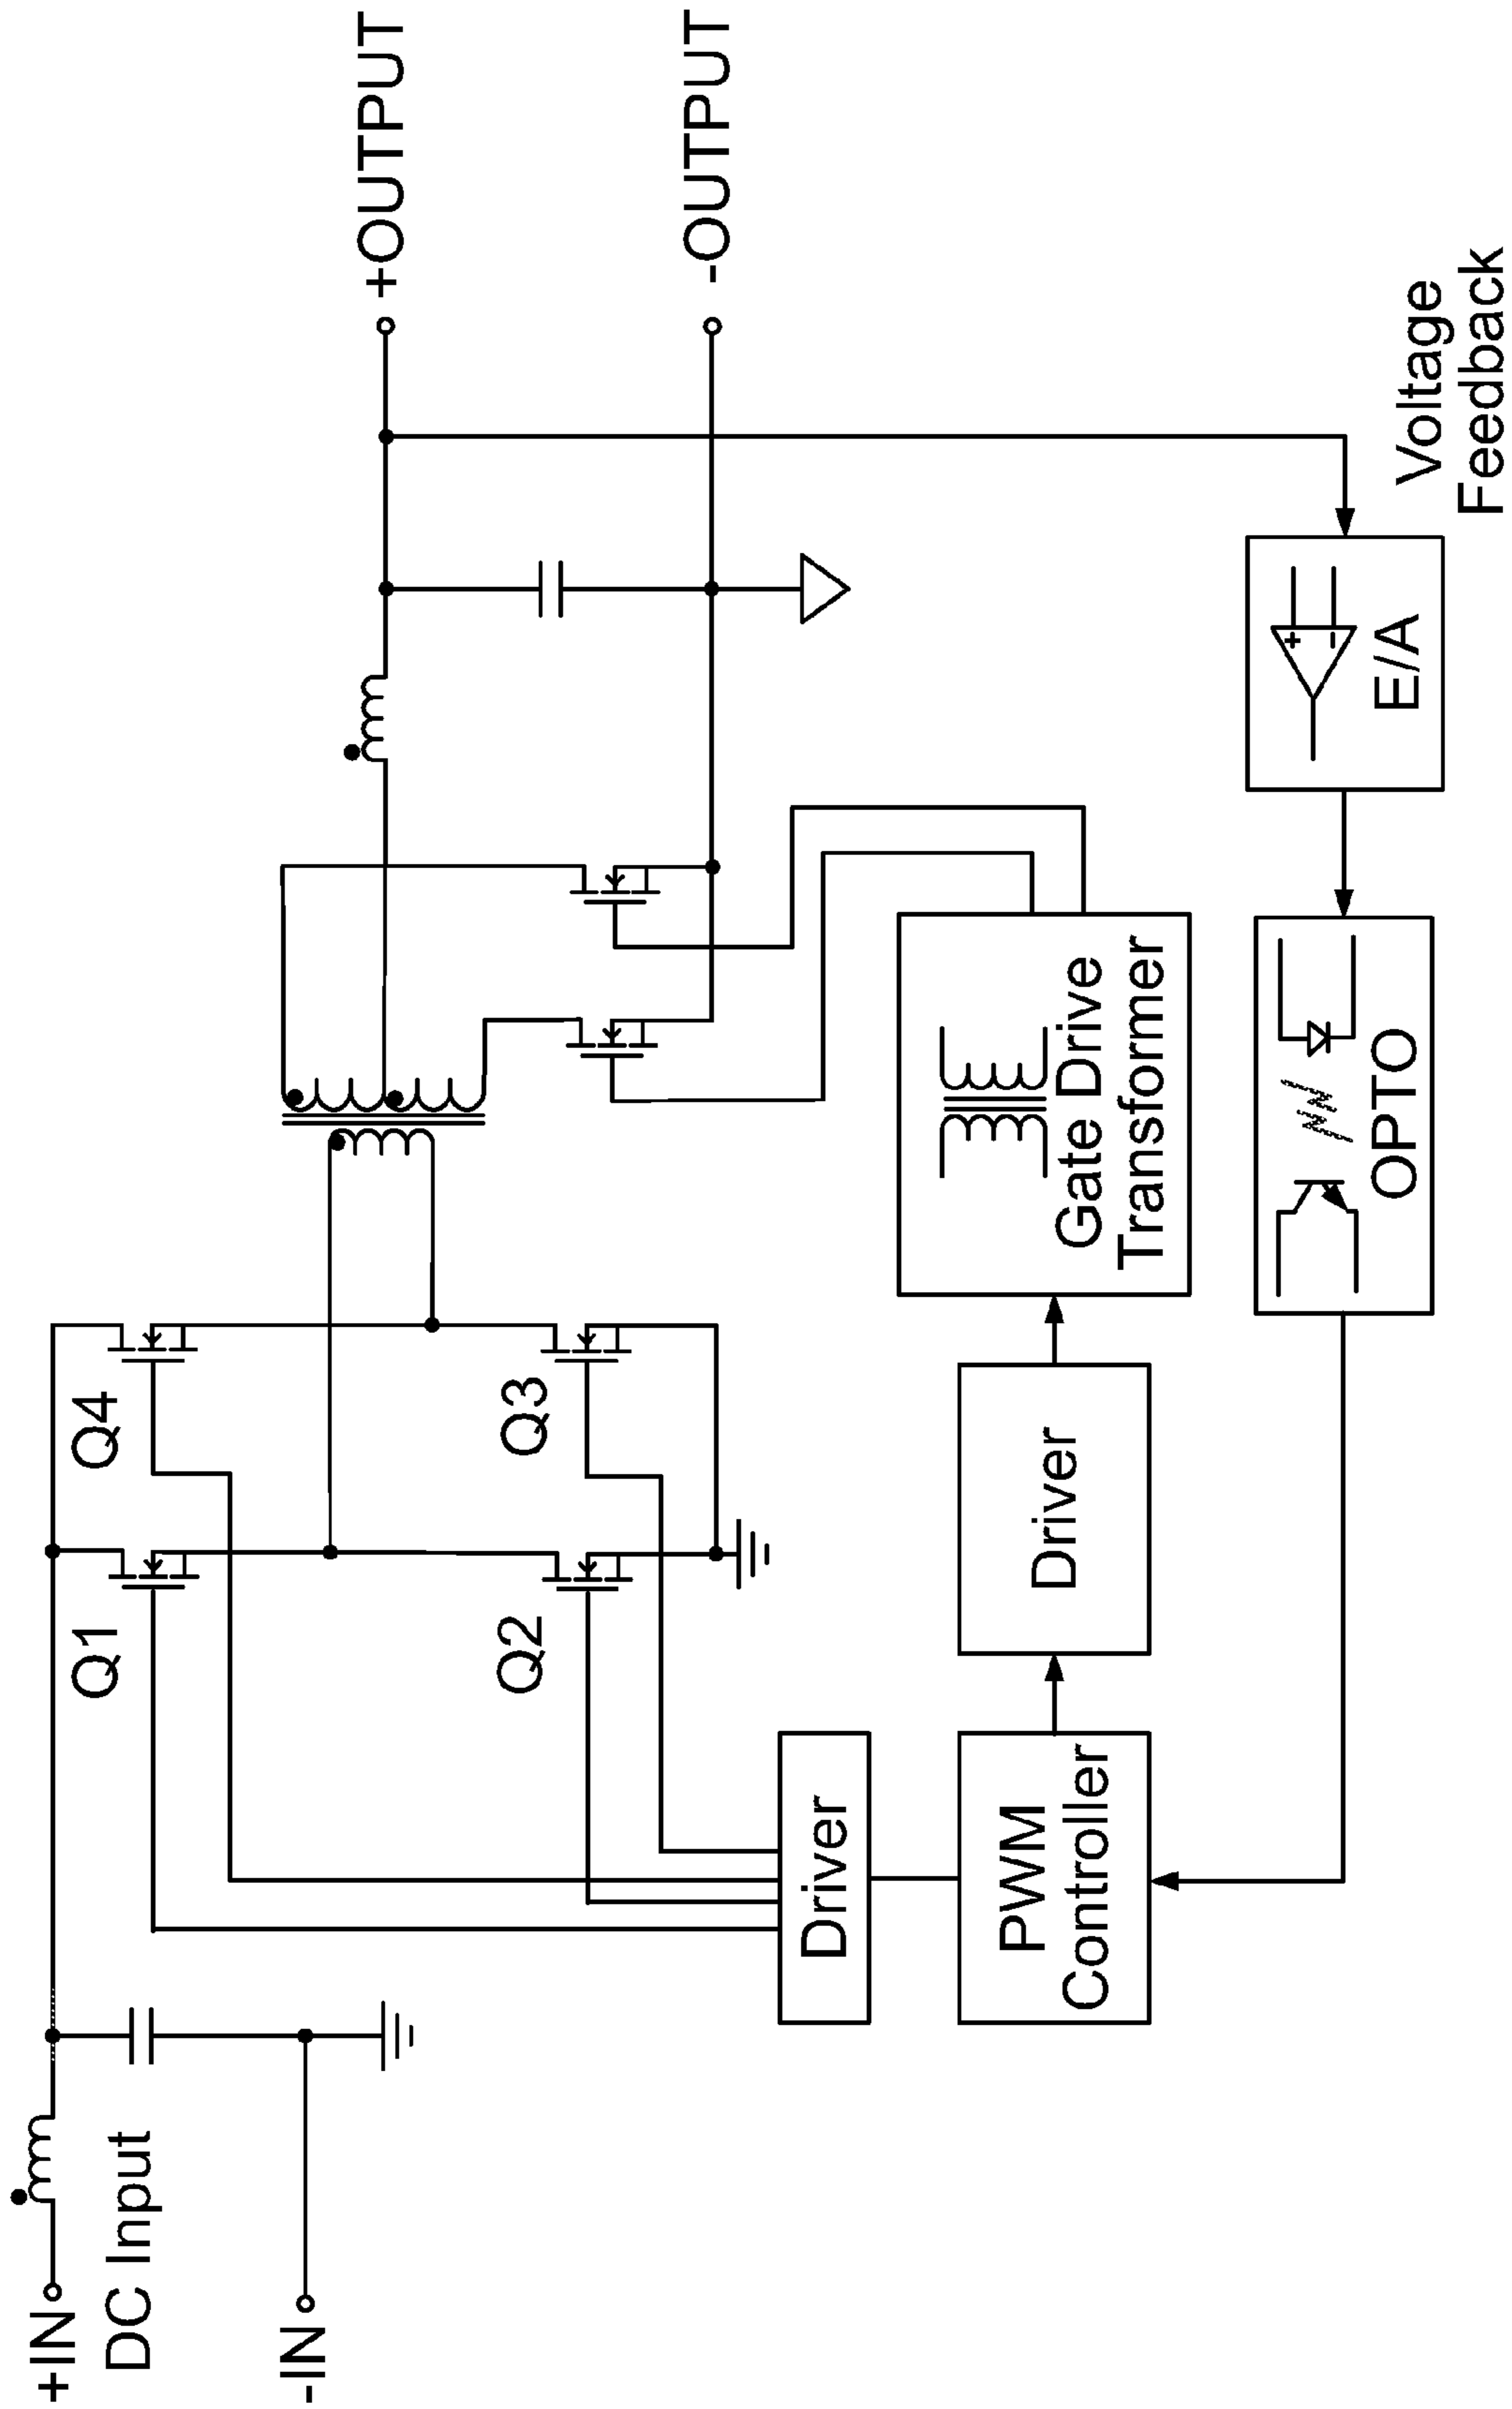 +IN
DC Input
-IN
Q1
Q4
Q2
Q3
+OUTPUT
-OUTPUT
Driver
PWM
Controller
Driver
Gate Drive
Transformer
OPTO
+
-
E/A
Voltage
Feedback